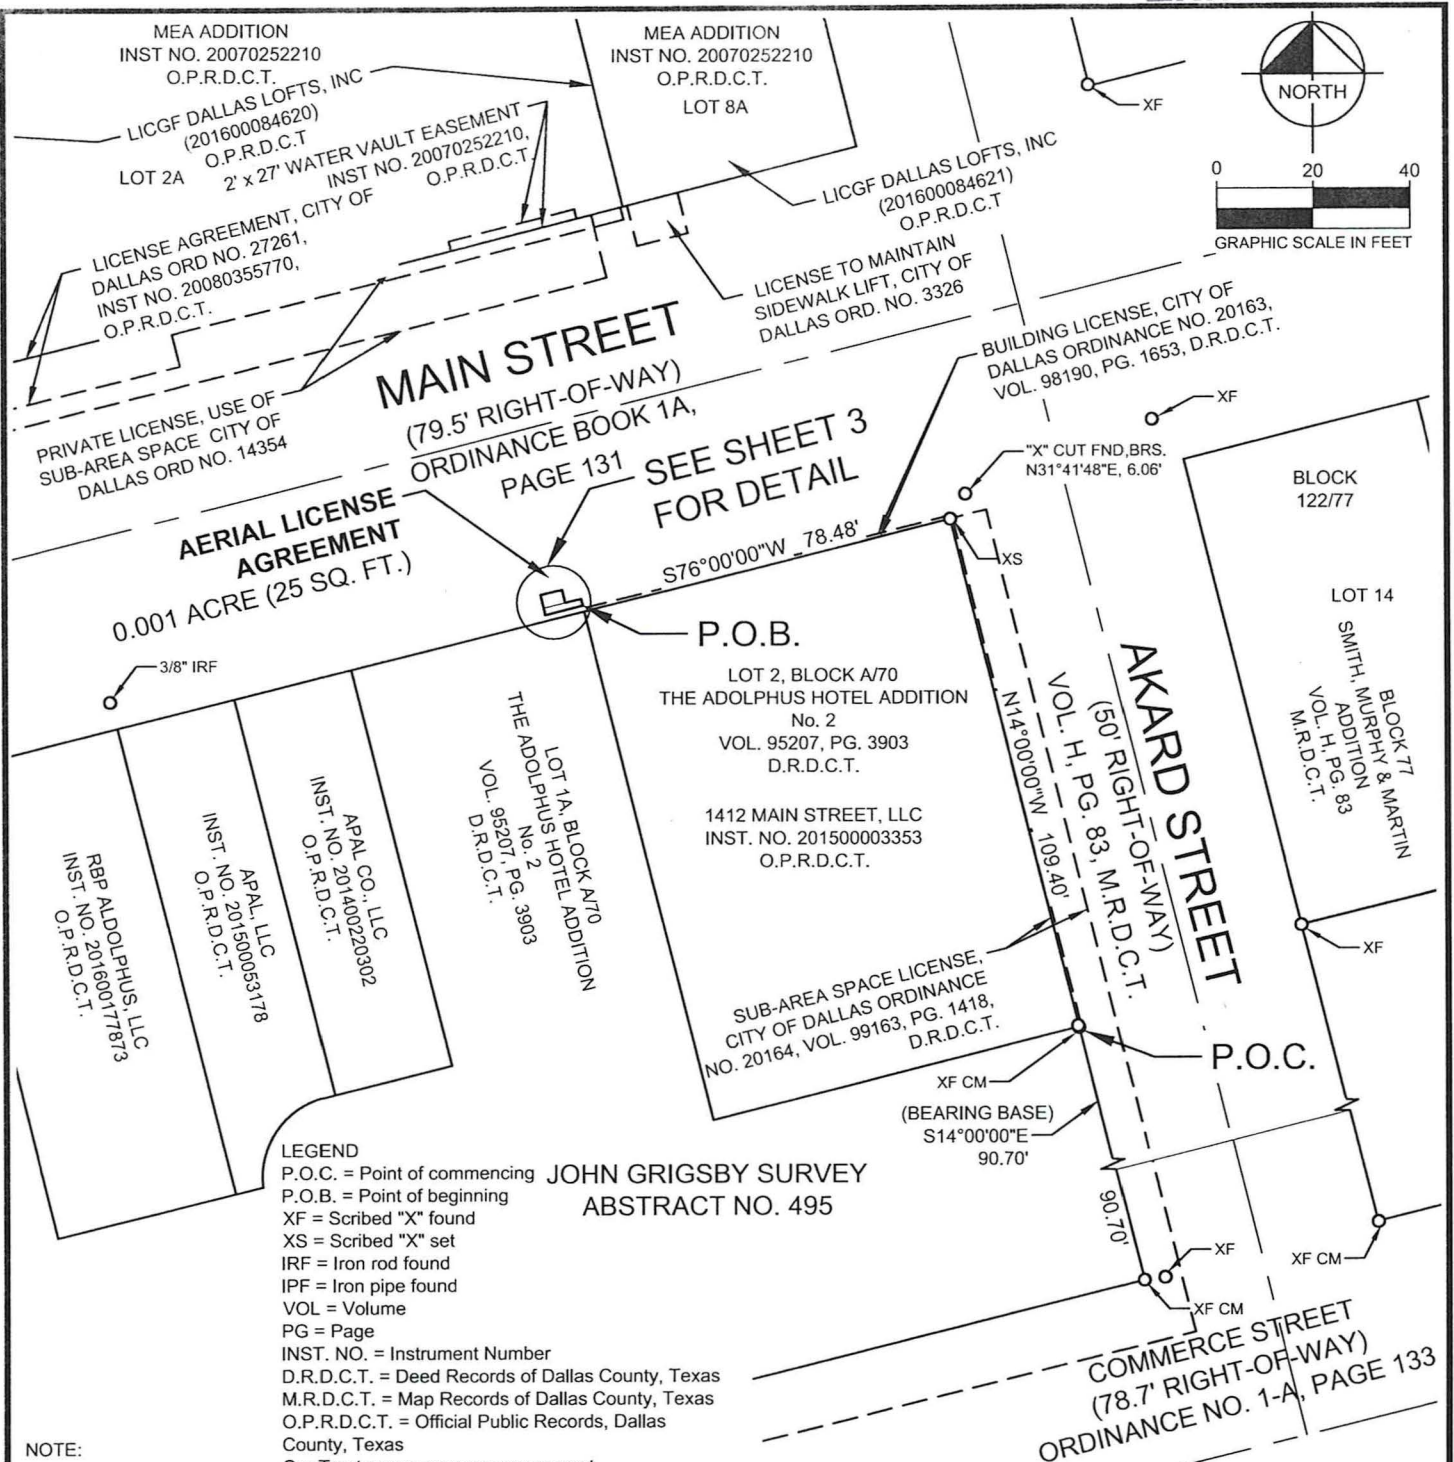 MEA ADDITION
INST NO. 20070252210
O.P.R.D.C.T.
LICGF DALLAS LOFTS, INC
(201600084620)
O.P.R.D.C.T
LOT 2A
2' x 27' WATER VAULT EASEMENT
INST NO. 20070252210,
O.P.R.D.C.T.
LICENSE AGREEMENT, CITY OF
DALLAS ORD NO. 27261,
INST NO. 20080355770,
O.P.R.D.C.T.
MEA ADDITION
INST NO. 20070252210
O.P.R.D.C.T.
LOT 8A
LICGF DALLAS LOFTS, INC
(201600084621)
O.P.R.D.C.T
XF
NORTH
0 20 40
GRAPHIC SCALE IN FEET
LICENSE TO MAINTAIN
SIDEWALK LIFT, CITY OF
DALLAS ORD. NO. 3326
BUILDING LICENSE, CITY OF
DALLAS ORDINANCE NO. 20163,
VOL. 98190, PG. 1653, D.R.D.C.T.
MAIN STREET
(79.5' RIGHT-OF-WAY)
ORDINANCE BOOK 1A,
PAGE 131
PRIVATE LICENSE, USE OF
SUB-AREA SPACE CITY OF
DALLAS ORD NO. 14354
SEE SHEET 3
FOR DETAIL
AERIAL LICENSE
AGREEMENT
0.001 ACRE (25 SQ. FT.)
XF
"X" CUT FND,BRS.
N31°41'48"E, 6.06'
XS
S76°00'00"W 78.48'
BLOCK
122/77
LOT 14
SMITH, MURPHY & MARTIN
BLOCK 77
ADDITION
VOL. H, PG. 83
M.R.D.C.T.
3/8" IRF
P.O.B.
LOT 2, BLOCK A/70
THE ADOLPHUS HOTEL ADDITION
No. 2
VOL. 95207, PG. 3903
D.R.D.C.T.
1412 MAIN STREET, LLC
INST. NO. 201500003353
O.P.R.D.C.T.
LOT 1A, BLOCK A/70
THE ADOLPHUS HOTEL ADDITION
No. 2
VOL. 95207, PG. 3903
D.R.D.C.T.
APAL CO., LLC
INST. NO. 201400220302
O.P.R.D.C.T.
APAL, LLC
INST. NO. 201500053178
O.P.R.D.C.T.
RBP ALDOLPHUS, LLC
INST. NO. 201600177873
O.P.R.D.C.T.
N14°00'00"W 109.40'
AKARD STREET
(50' RIGHT-OF-WAY)
VOL. H, PG. 83, M.R.D.C.T.
XF
SUB-AREA SPACE LICENSE,
CITY OF DALLAS ORDINANCE
NO. 20164, VOL. 99163, PG. 1418,
D.R.D.C.T.
P.O.C.
XF CM
(BEARING BASE)
S14°00'00"E
90.70'
90.70'
XF
XF CM
XF CM
JOHN GRIGSBY SURVEY
ABSTRACT NO. 495
COMMERCE STREET
(78.7' RIGHT-OF-WAY)
ORDINANCE NO. 1-A, PAGE 133
LEGEND
P.O.C. = Point of commencing
P.O.B. = Point of beginning
XF = Scribed "X" found
XS = Scribed "X" set
IRF = Iron rod found
IPF = Iron pipe found
VOL = Volume
PG = Page
INST. NO. = Instrument Number
D.R.D.C.T. = Deed Records of Dallas County, Texas
M.R.D.C.T. = Map Records of Dallas County, Texas
O.P.R.D.C.T. = Official Public Records, Dallas
County, Texas
NOTE: